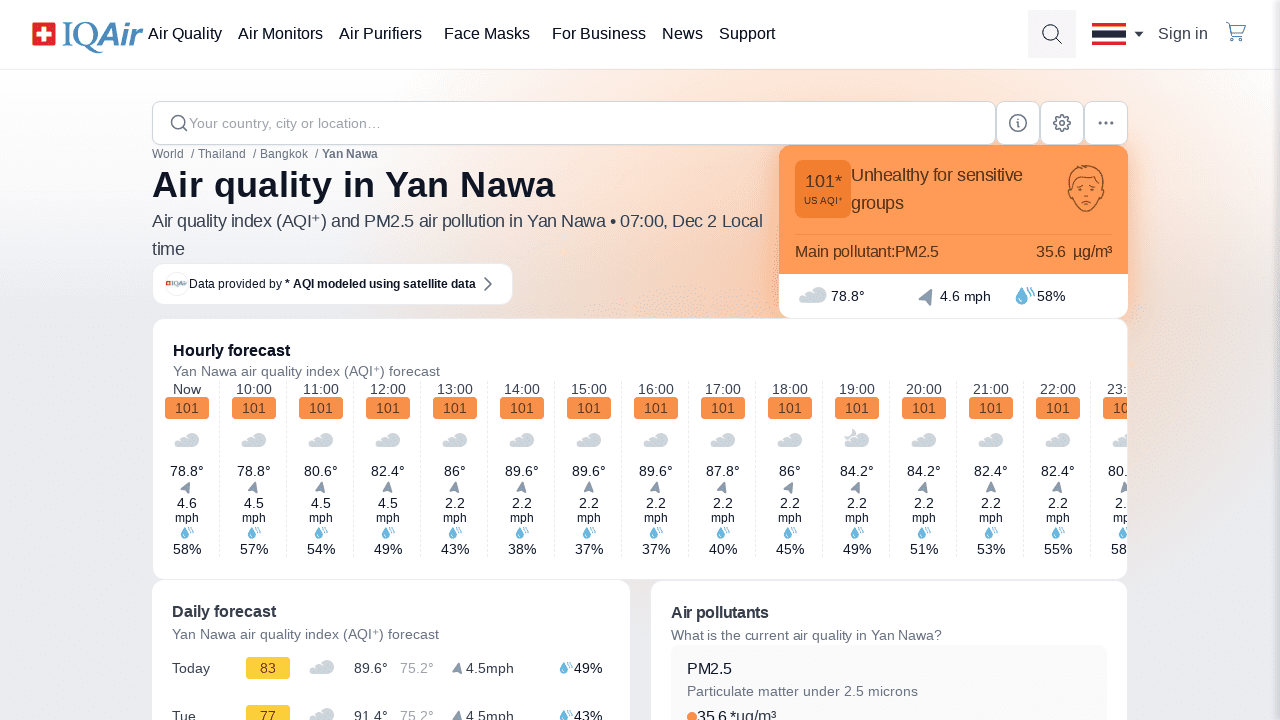 IQAir Air Quality Air Monitors Air Purifiers Face Masks For Business News Support Sign in
Your country, city or location…
World / Thailand / Bangkok / Yan Nawa
Air quality in Yan Nawa
Air quality index (AQI⁺) and PM2.5 air pollution in Yan Nawa • 07:00, Dec 2 Local
time
IQAir Data provided by * AQI modeled using satellite data
101*
US AQI⁺
Unhealthy for sensitive
groups
Main pollutant:PM2.5 35.6 µg/m³
78.8° 4.6 mph 58%
Hourly forecast
Yan Nawa air quality index (AQI⁺) forecast
Now 10:00 11:00 12:00 13:00 14:00 15:00 16:00 17:00 18:00 19:00 20:00 21:00 22:00 23:
101 101 101 101 101 101 101 101 101 101 101 101 101 101 10
78.8° 78.8° 80.6° 82.4° 86° 89.6° 89.6° 89.6° 87.8° 86° 84.2° 84.2° 82.4° 82.4° 80.
4.6 4.5 4.5 4.5 2.2 2.2 2.2 2.2 2.2 2.2 2.2 2.2 2.2 2.2 2.
mph mph mph mph mph mph mph mph mph mph mph mph mph mph mp
58% 57% 54% 49% 43% 38% 37% 37% 40% 45% 49% 51% 53% 55% 58
Daily forecast
Yan Nawa air quality index (AQI⁺) forecast
Today 83 89.6° 75.2° 4.5mph 49%
Tue 77 91.4° 75.2° 4.5mph 43%
Air pollutants
What is the current air quality in Yan Nawa?
PM2.5
Particulate matter under 2.5 microns
35.6 *µg/m³